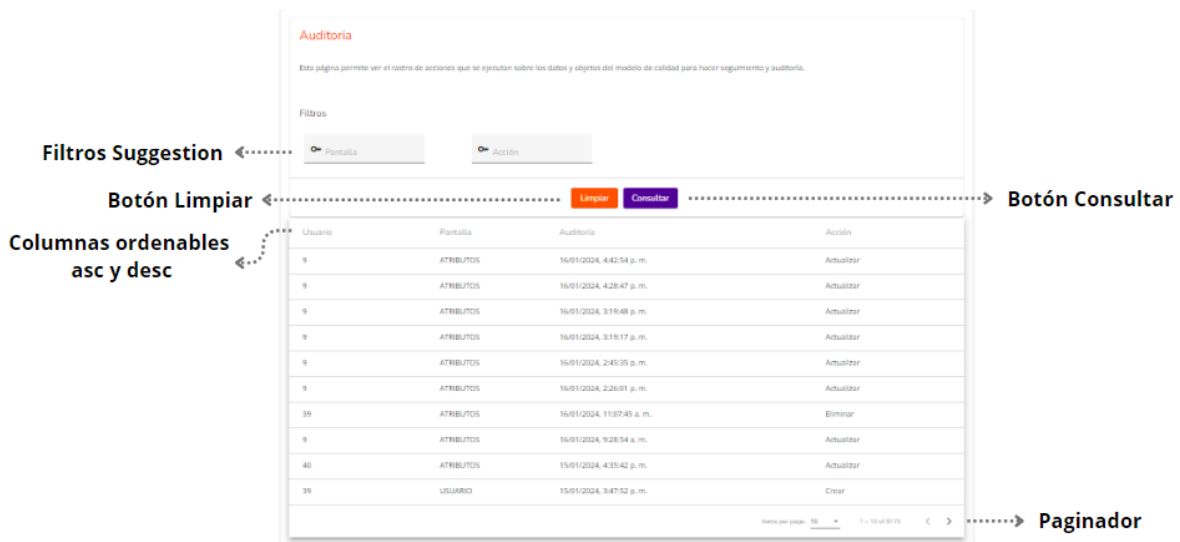 Auditoria
Esta página permite ver el rastro de acciones que se ejecutan sobre los datos y objetos del modelo de calidad para hacer seguimiento y auditoría.
Filtros
Filtros Suggestion
Pantalla Acción
Botón Limpiar
Limpiar Consultar
Botón Consultar
Columnas ordenables
asc y desc
Usuario Pantalla Auditoria Acción
9 ATRIBUTOS 16/01/2024, 4:42:54 p. m. Actualizar
9 ATRIBUTOS 16/01/2024, 4:28:47 p. m. Actualizar
9 ATRIBUTOS 16/01/2024, 3:19:48 p. m. Actualizar
9 ATRIBUTOS 16/01/2024, 3:19:17 p. m. Actualizar
9 ATRIBUTOS 16/01/2024, 2:45:35 p. m. Actualizar
9 ATRIBUTOS 16/01/2024, 2:26:01 p. m. Actualizar
39 ATRIBUTOS 16/01/2024, 11:07:45 a. m. Eliminar
9 ATRIBUTOS 16/01/2024, 9:28:54 a. m. Actualizar
40 ATRIBUTOS 15/01/2024, 4:35:42 p. m. Actualizar
39 USUARIO 15/01/2024, 3:47:52 p. m. Crear
Items per page: 10 1 – 10 of
Paginador